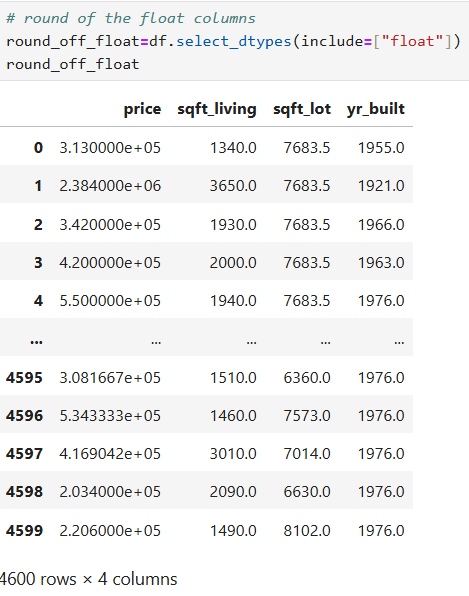 # round of the float columns
round_off_float=df.select_dtypes(include=["float"])
round_off_float
price sqft_living sqft_lot yr_built
0 3.130000e+05 1340.0 7683.5 1955.0
1 2.384000e+06 3650.0 7683.5 1921.0
2 3.420000e+05 1930.0 7683.5 1966.0
3 4.200000e+05 2000.0 7683.5 1963.0
4 5.500000e+05 1940.0 7683.5 1976.0
... ... ... ... ...
4595 3.081667e+05 1510.0 6360.0 1976.0
4596 5.343333e+05 1460.0 7573.0 1976.0
4597 4.169042e+05 3010.0 7014.0 1976.0
4598 2.034000e+05 2090.0 6630.0 1976.0
4599 2.206000e+05 1490.0 8102.0 1976.0
4600 rows × 4 columns